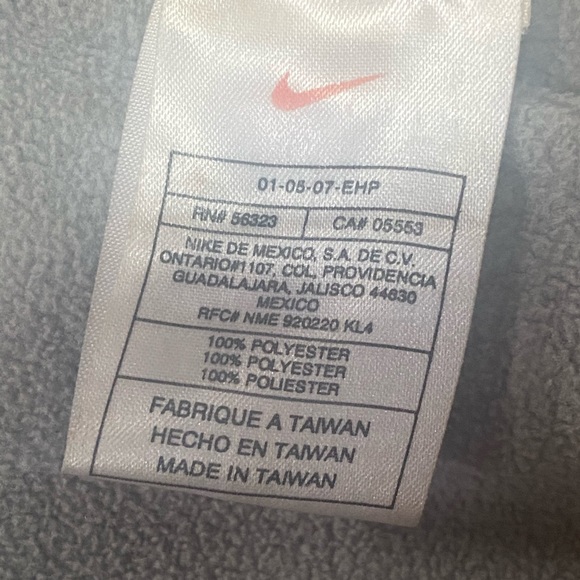 01-05-07-EHP
RN# 56323 CA# 05553
NIKE DE MEXICO, S.A. DE C.V.
ONTARIO#1107, COL. PROVIDENCIA
GUADALAJARA, JALISCO 44630
MEXICO
RFC# NME 920220 KL4
100% POLYESTER
100% POLYESTER
100% POLIESTER
FABRIQUE A TAIWAN
HECHO EN TAIWAN
MADE IN TAIWAN